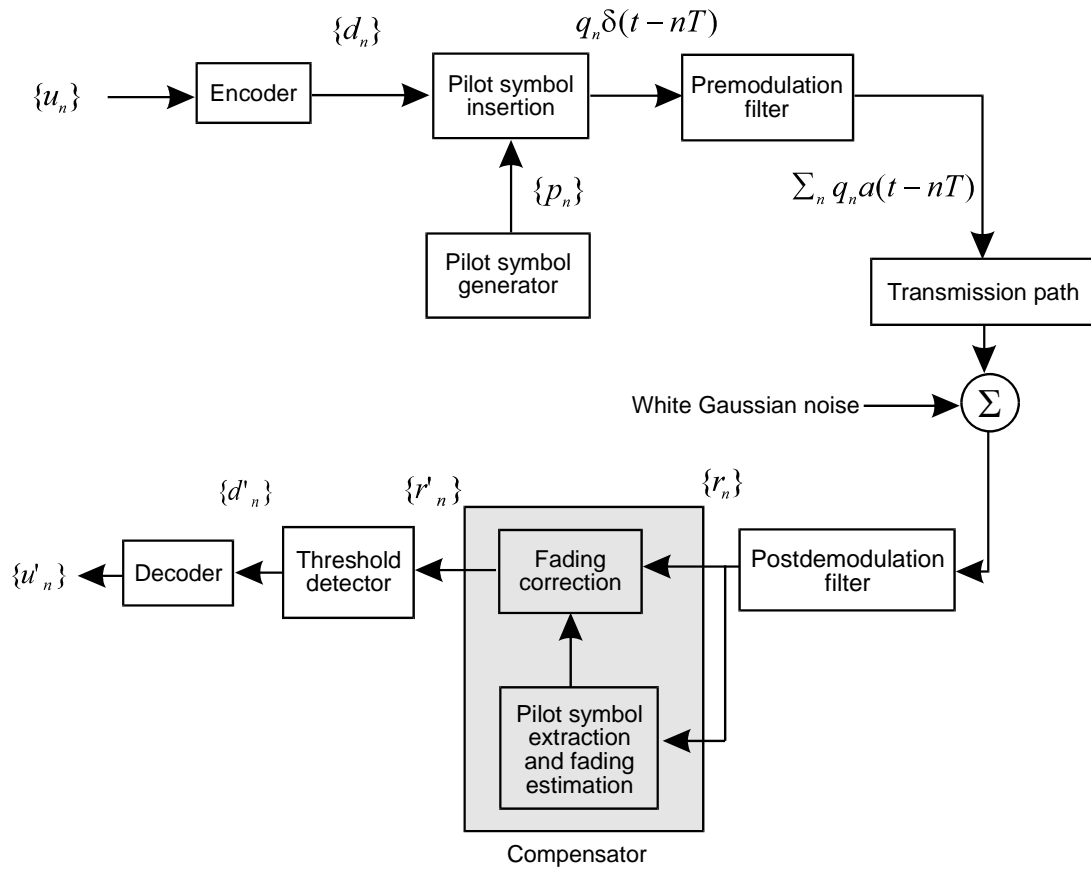 {d_n}
q_nδ(t − nT)
{u_n}
Encoder
Pilot symbol
insertion
Premodulation
filter
{p_n}
∑_n q_n a(t − nT)
Pilot symbol
generator
Transmission path
White Gaussian noise
Σ
{d'_n}
{r'_n}
{r_n}
{u'_n}
Decoder
Threshold
detector
Fading
correction
Postdemodulation
filter
Pilot symbol
extraction
and fading
estimation
Compensator